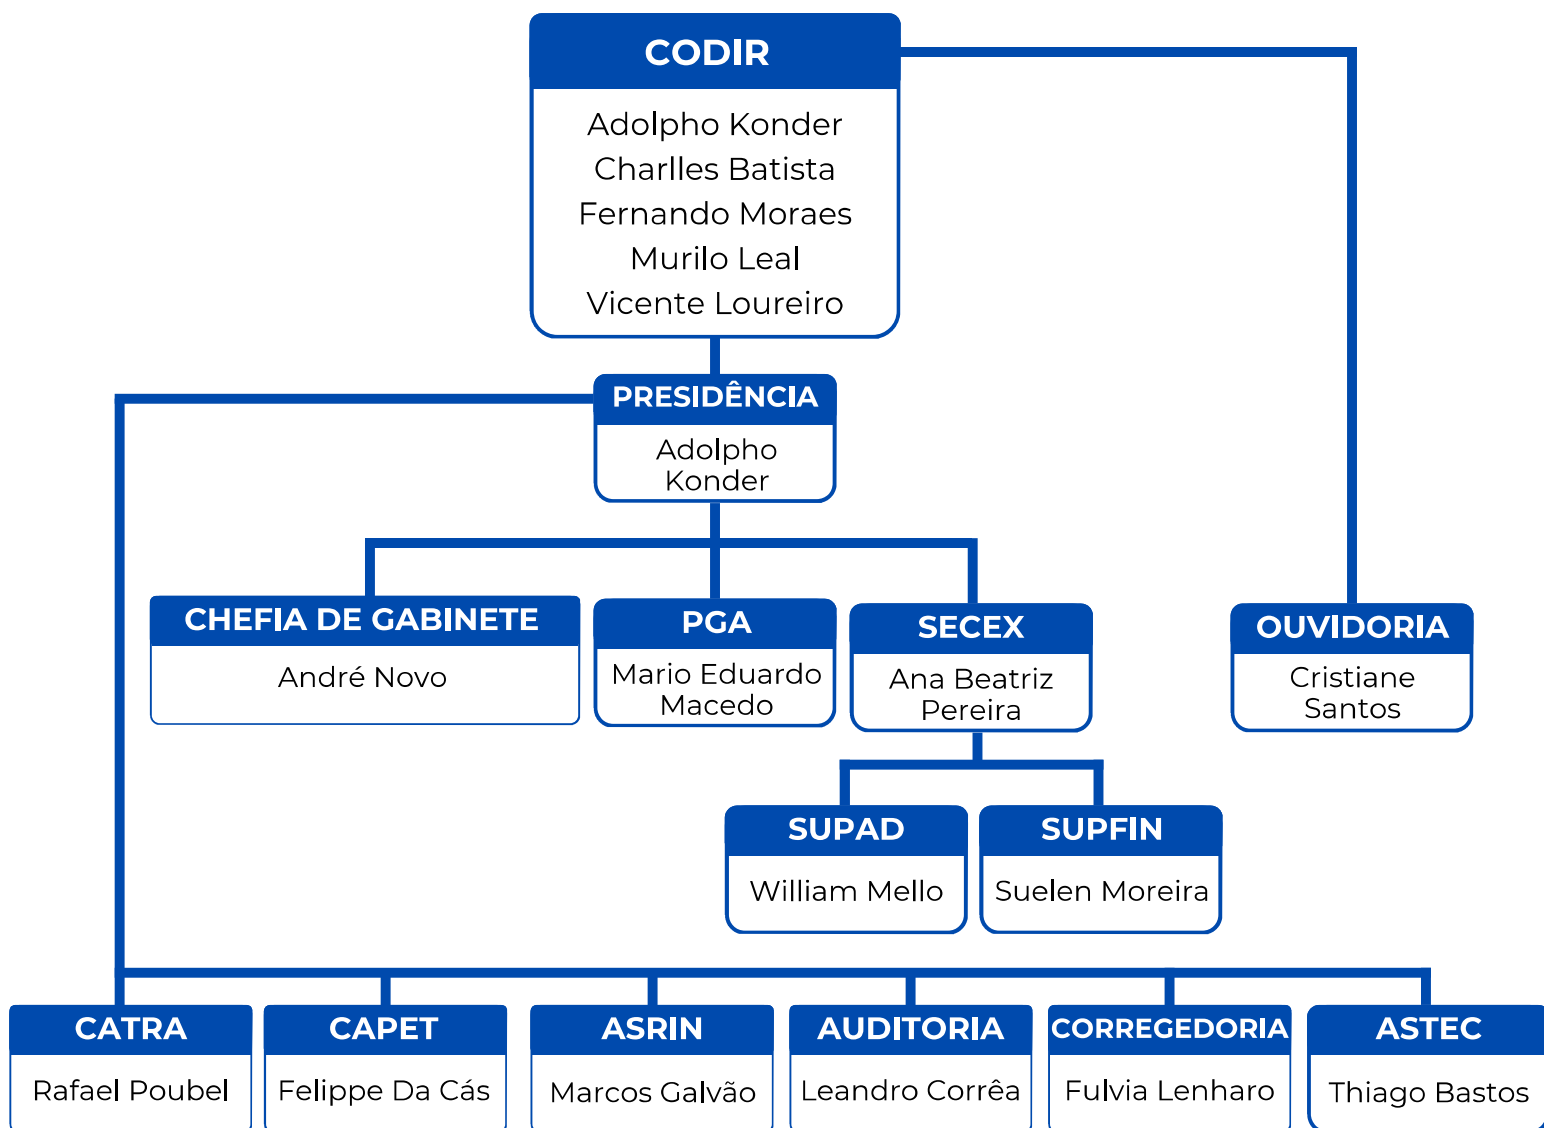 CODIR
Adolpho Konder
Charlles Batista
Fernando Moraes
Murilo Leal
Vicente Loureiro
PRESIDÊNCIA
Adolpho
Konder
CHEFIA DE GABINETE
André Novo
PGA
Mario Eduardo
Macedo
SECEX
Ana Beatriz
Pereira
OUVIDORIA
Cristiane
Santos
SUPAD
William Mello
SUPFIN
Suelen Moreira
CATRA
Rafael Poubel
CAPET
Felippe Da Cás
ASRIN
Marcos Galvão
AUDITORIA
Leandro Corrêa
CORREGEDORIA
Fulvia Lenharo
ASTEC
Thiago Bastos